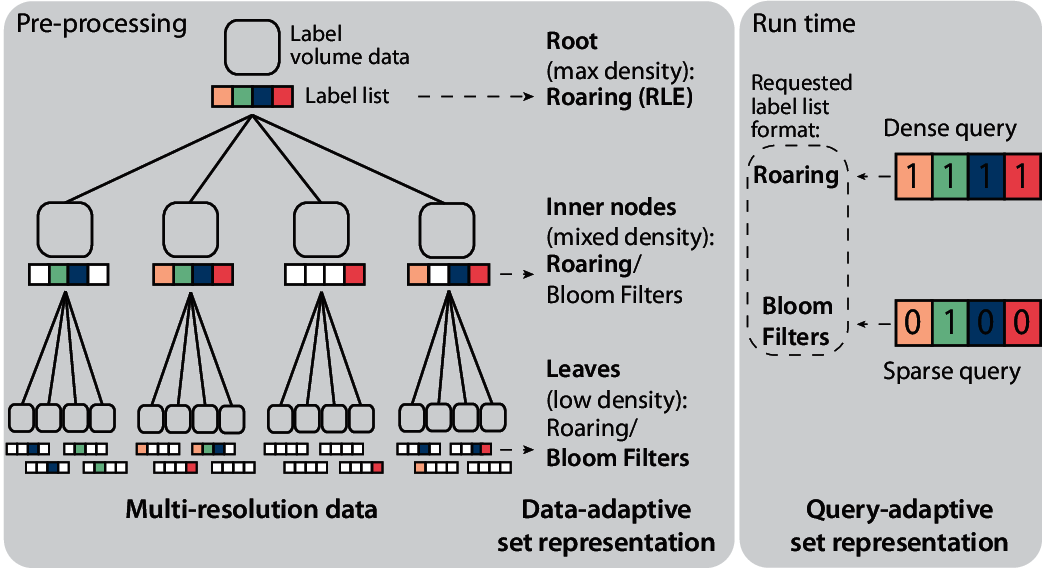 Pre-processing
Label
volume data
Label list
Root
(max density):
Roaring (RLE)
Inner nodes
(mixed density):
Roaring/
Bloom Filters
Leaves
(low density):
Roaring/
Bloom Filters
Multi-resolution data
Data-adaptive
set representation
Run time
Requested
label list
format:
Dense query
Roaring
1 1 1 1
Bloom
Filters
0 1 0 0
Sparse query
Query-adaptive
set representation